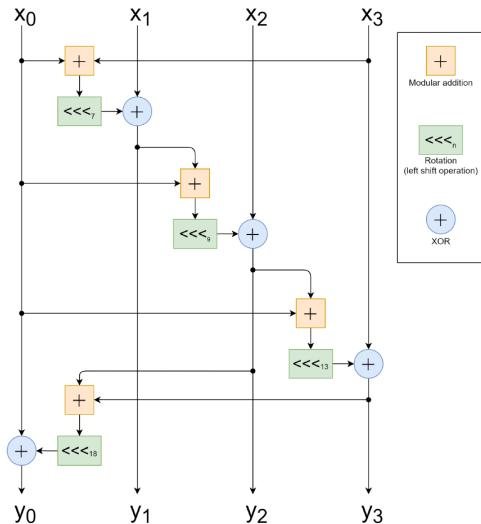 x0 x1 x2 x3
+
Modular addition
<<<n
Rotation
(left shift operation)
+
XOR
+
<<<7 +
+
<<<9 +
+
<<<13 +
+
+ <<<18
y0 y1 y2 y3